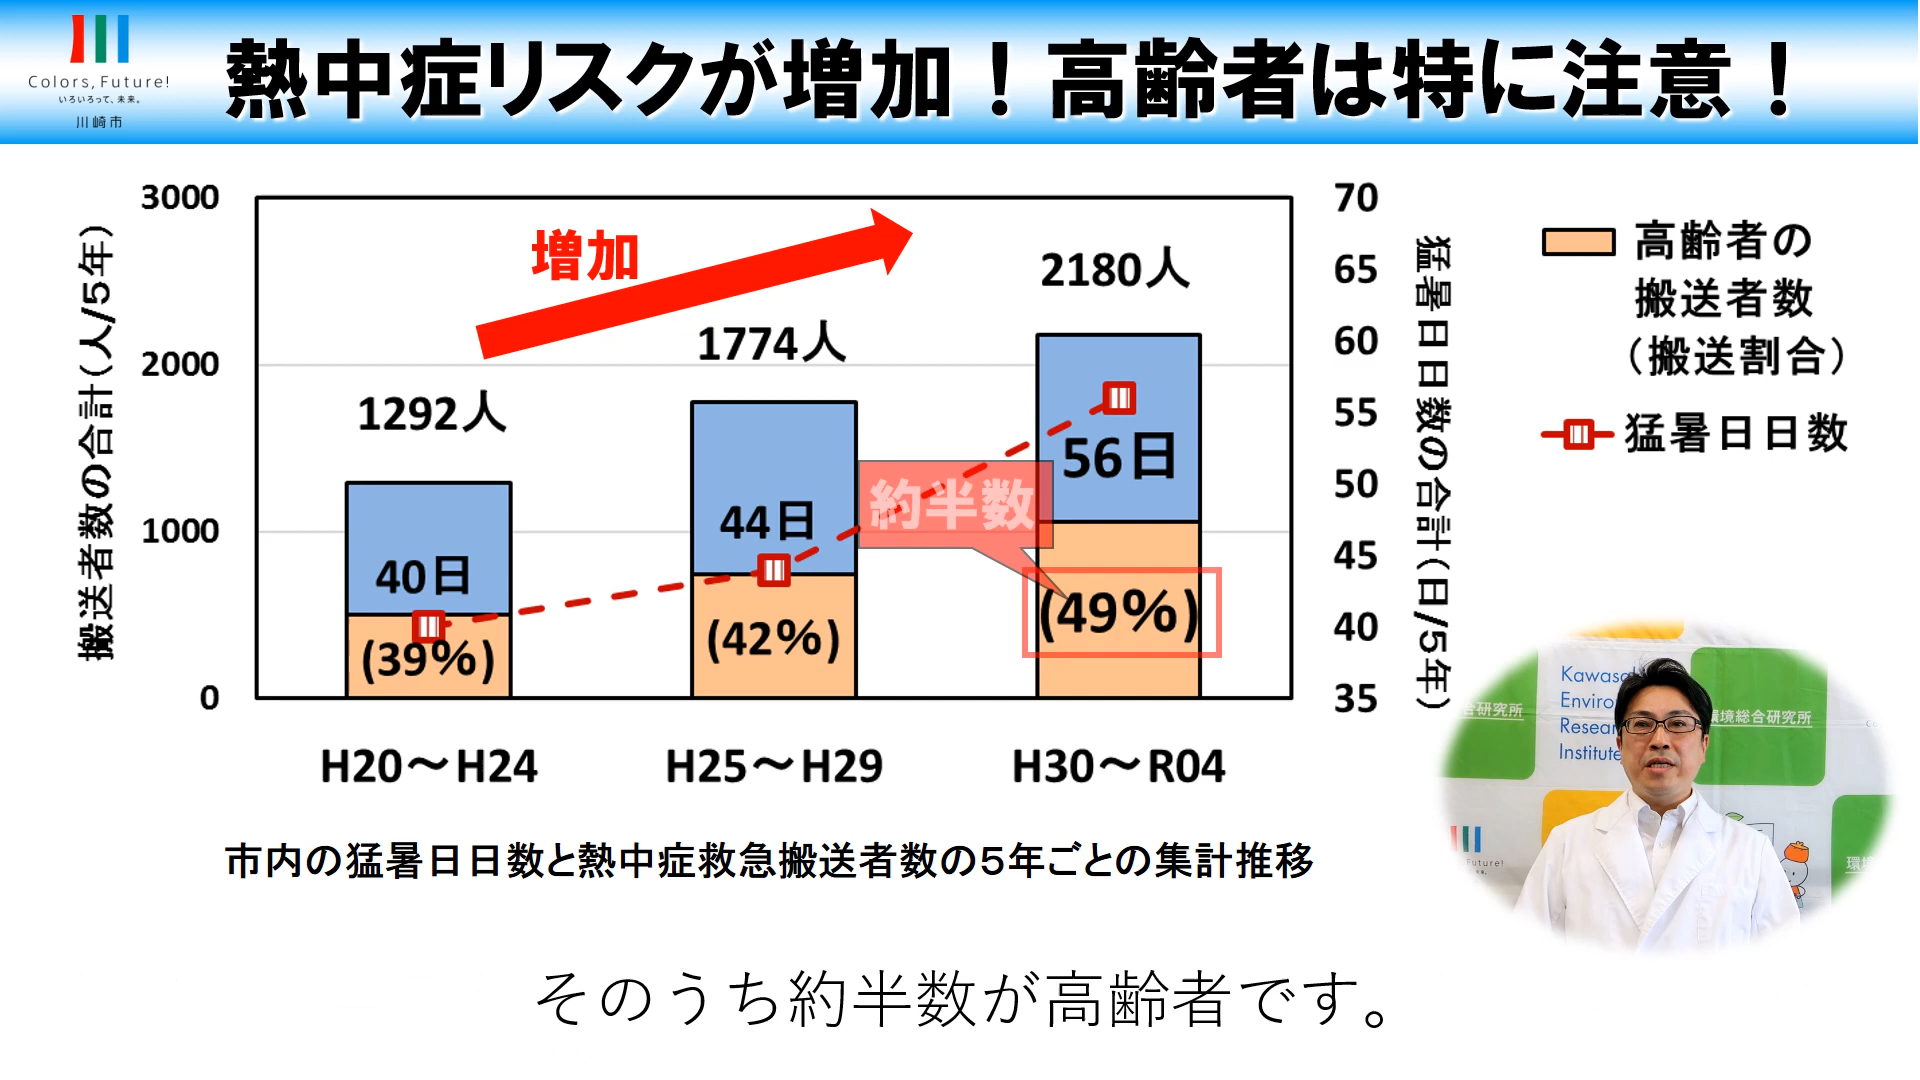 Colors, Future!
いろいろって、未来。
川崎市
熱中症リスクが増加！高齢者は特に注意！
搬送者数の合計（人/5年）
3000
2000
1000
0
増加
1292人
1774人
2180人
40日
44日
56日
約半数
(39%)
(42%)
(49%)
H20～H24
H25～H29
H30～R04
70
65
60
55
50
45
40
35
猛暑日日数の合計（日/5年）
高齢者の
搬送者数
（搬送割合）
猛暑日日数
市内の猛暑日日数と熱中症救急搬送者数の5年ごとの集計推移
Kawas
Enviro
Resear
Institute
合研究所
環境総合研究所
uture!
環
そのうち約半数が高齢者です。